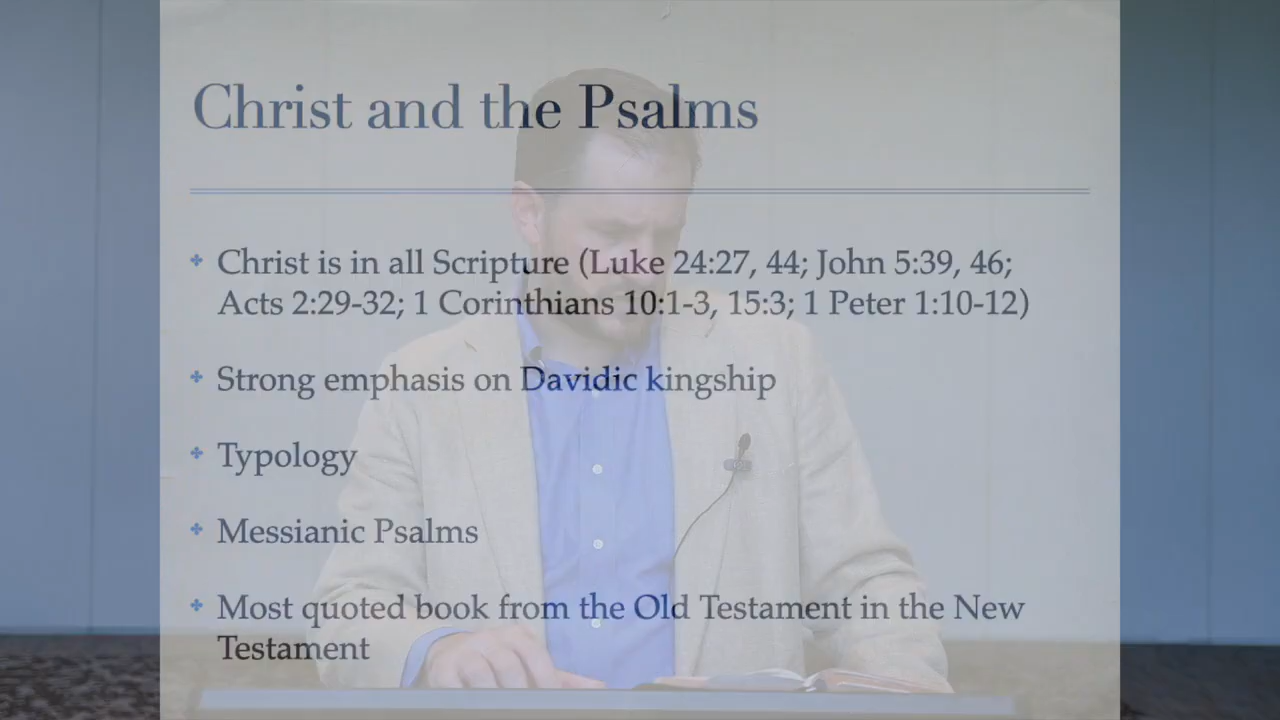 Christ and the Psalms
Christ is in all Scripture (Luke 24:27, 44; John 5:39, 46;
Acts 2:29-32; 1 Corinthians 10:1-3, 15:3; 1 Peter 1:10-12)
Strong emphasis on Davidic kingship
Typology
Messianic Psalms
Most quoted book from the Old Testament in the New
Testament